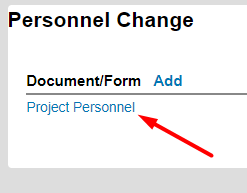 Personnel Change
Document/Form Add
Project Personnel